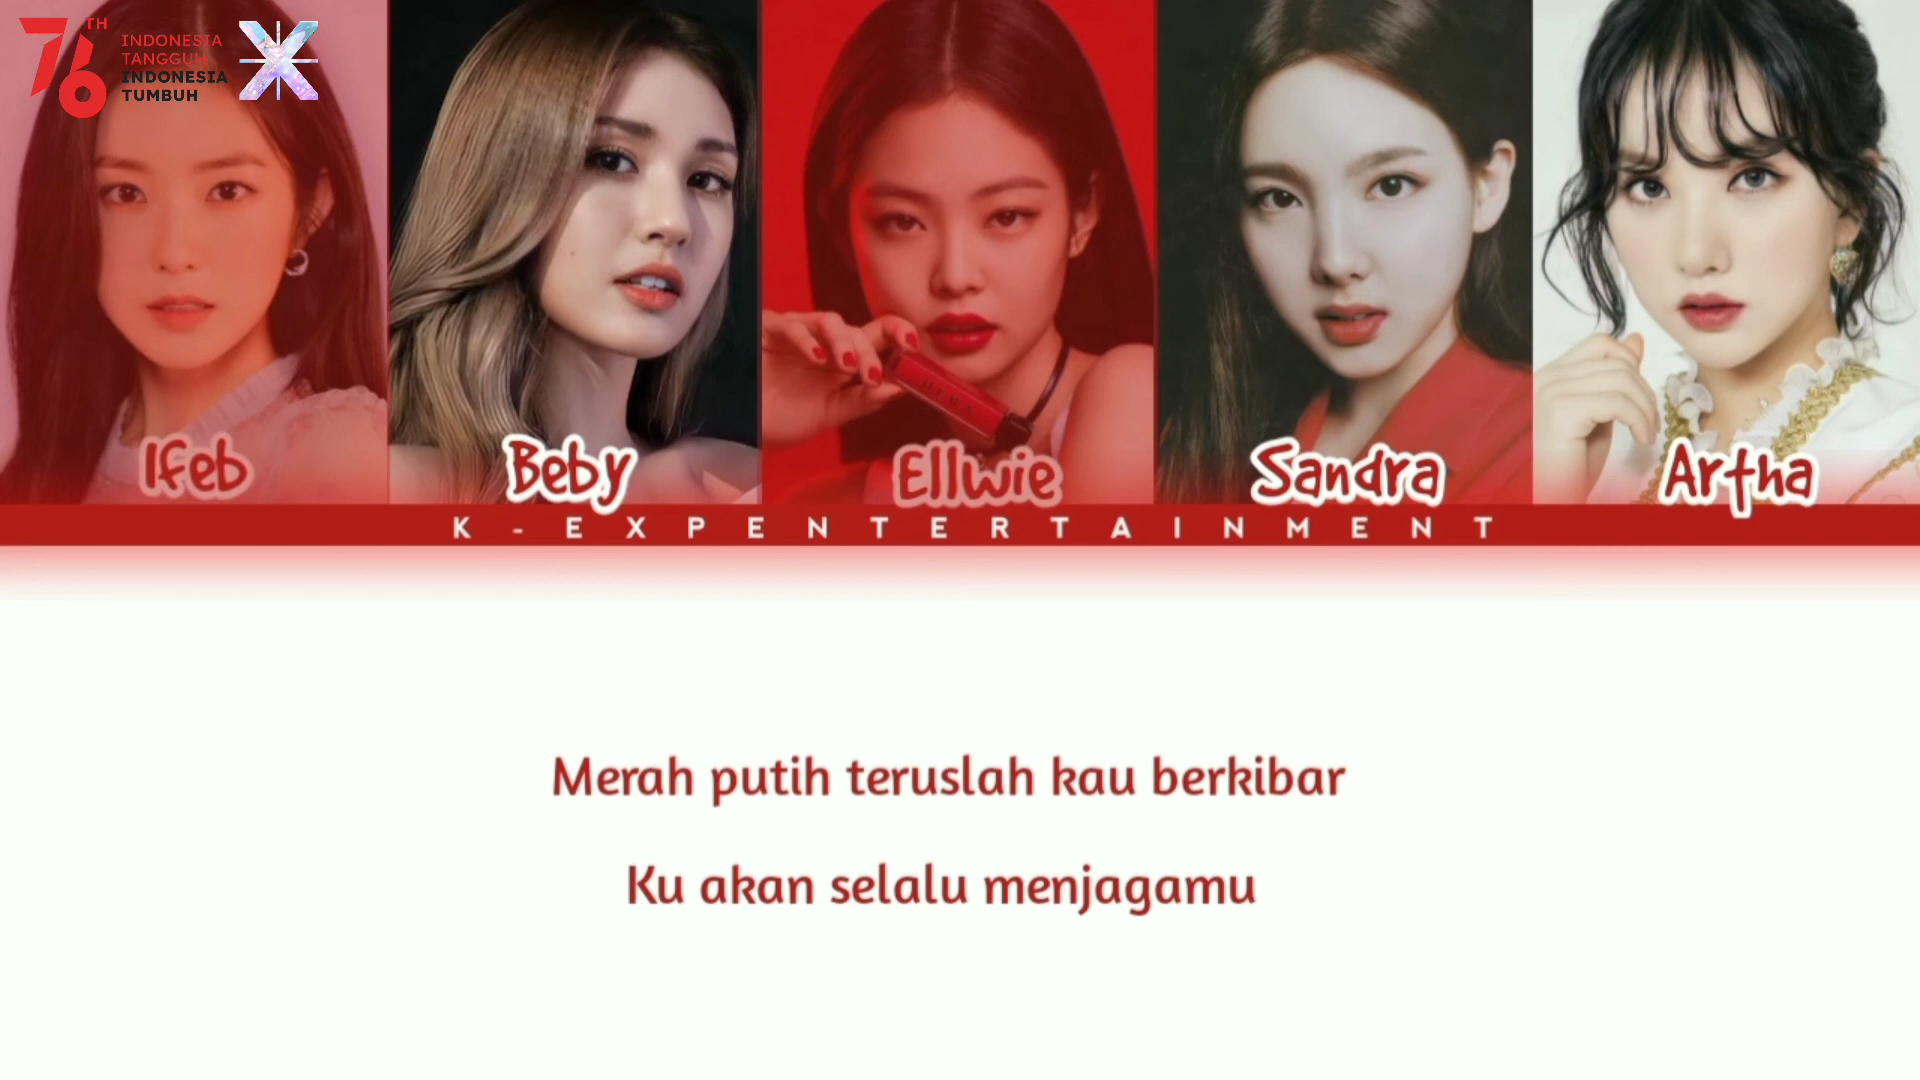 76TH
INDONESIA
TANGGUH
INDONESIA
TUMBUH
X
Ifeb
Beby
Ellwie
Sandra
Artha
K-EXPENTERTAINMENT
Merah putih teruslah kau berkibar
Ku akan selalu menjagamu